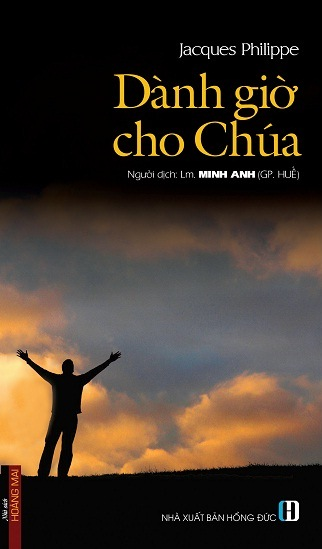 Jacques Philippe
Dành giờ
cho Chúa
Người dịch: Lm. MINH ANH (GP. HUẾ)
Nhà sách
HOÀNG MAI
NHÀ XUẤT BẢN HỒNG ĐỨC